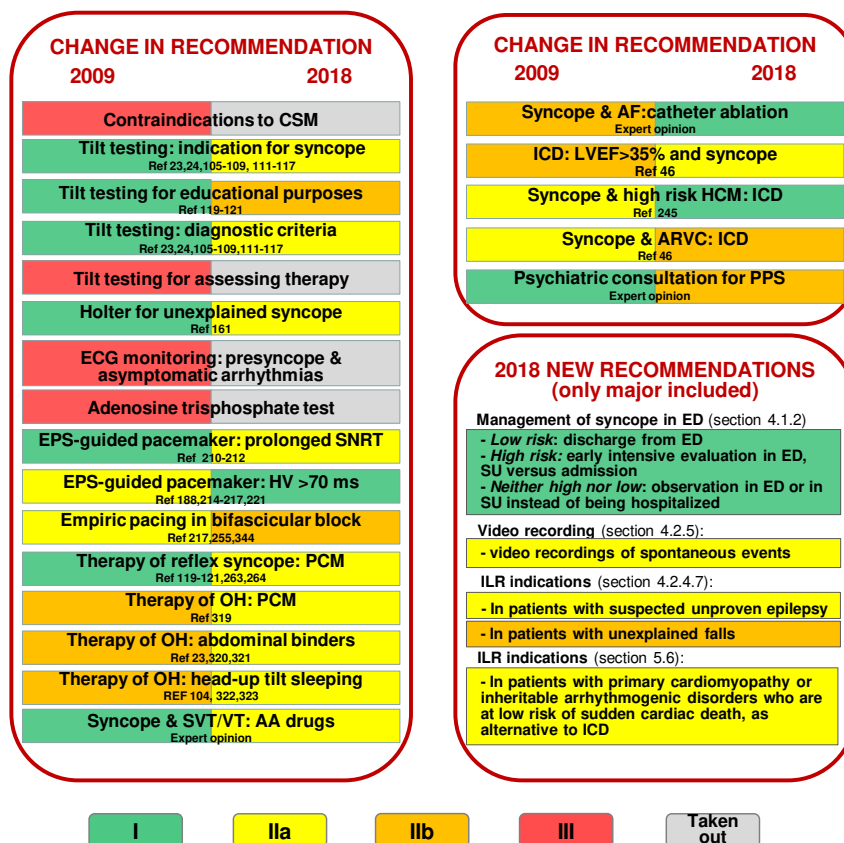 CHANGE IN RECOMMENDATION
2009 2018
Contraindications to CSM
Tilt testing: indication for syncope
Ref 23,24,105-109, 111-117
Tilt testing for educational purposes
Ref 119-121
Tilt testing: diagnostic criteria
Ref 23,24,105-109,111-117
Tilt testing for assessing therapy
Holter for unexplained syncope
Ref 161
ECG monitoring: presyncope &
asymptomatic arrhythmias
Adenosine trisphosphate test
EPS-guided pacemaker: prolonged SNRT
Ref 210-212
EPS-guided pacemaker: HV >70 ms
Ref 188,214-217,221
Empiric pacing in bifascicular block
Ref 217,255,344
Therapy of reflex syncope: PCM
Ref 119-121,263,264
Therapy of OH: PCM
Ref 319
Therapy of OH: abdominal binders
Ref 23,320,321
Therapy of OH: head-up tilt sleeping
REF 104, 322,323
Syncope & SVT/VT: AA drugs
Expert opinion
CHANGE IN RECOMMENDATION
2009 2018
Syncope & AF:catheter ablation
Expert opinion
ICD: LVEF>35% and syncope
Ref 46
Syncope & high risk HCM: ICD
Ref 245
Syncope & ARVC: ICD
Ref 46
Psychiatric consultation for PPS
Expert opinion
2018 NEW RECOMMENDATIONS
(only major included)
Management of syncope in ED (section 4.1.2)
- Low risk: discharge from ED
- High risk: early intensive evaluation in ED,
SU versus admission
- Neither high nor low: observation in ED or in
SU instead of being hospitalized
Video recording (section 4.2.5):
- video recordings of spontaneous events
ILR indications (section 4.2.4.7):
- In patients with suspected unproven epilepsy
- In patients with unexplained falls
ILR indications (section 5.6):
- In patients with primary cardiomyopathy or
inheritable arrhythmogenic disorders who are
at low risk of sudden cardiac death, as
alternative to ICD
I IIa IIb III Taken
out